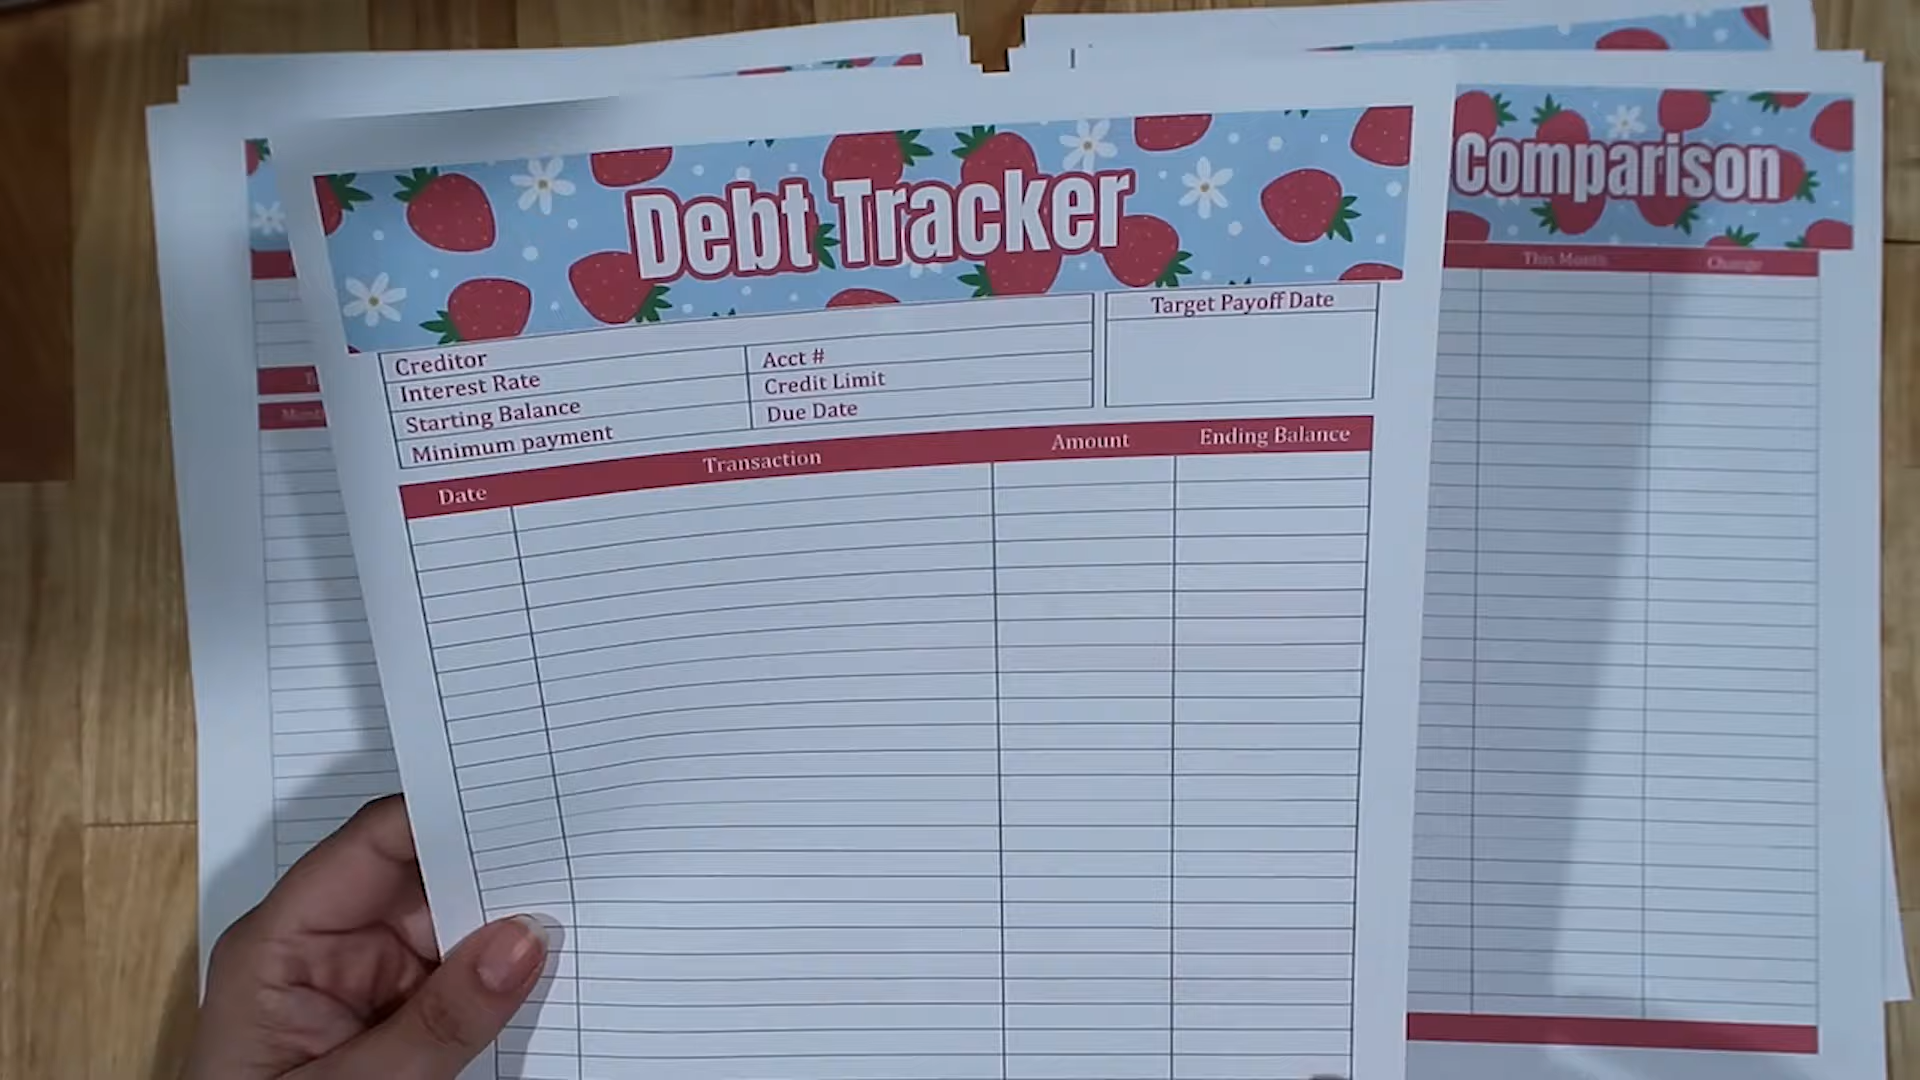 Debt Tracker
Creditor
Interest Rate
Acct #
Starting Balance
Credit Limit
Minimum payment
Due Date
Target Payoff Date
Date
Transaction
Amount
Ending Balance
Comparison
This Month
Change